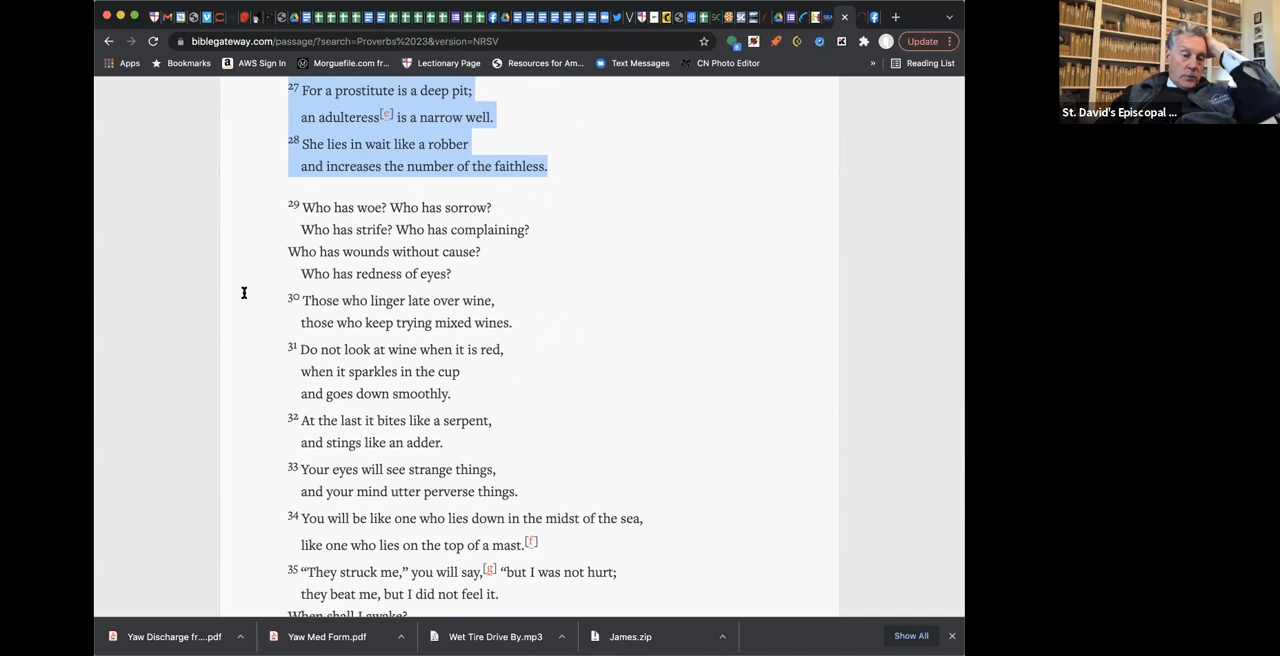 biblegateway.com/passage/?search=Proverbs%2023&version=NRSV
Update
Apps
Bookmarks
AWS Sign In
Morguefile.com fr...
Lectionary Page
Resources for Am...
Text Messages
CN Photo Editor
»
Reading List
27 For a prostitute is a deep pit;
an adulteress[e] is a narrow well.
28 She lies in wait like a robber
and increases the number of the faithless.
29 Who has woe? Who has sorrow?
Who has strife? Who has complaining?
Who has wounds without cause?
Who has redness of eyes?
30 Those who linger late over wine,
those who keep trying mixed wines.
31 Do not look at wine when it is red,
when it sparkles in the cup
and goes down smoothly.
32 At the last it bites like a serpent,
and stings like an adder.
33 Your eyes will see strange things,
and your mind utter perverse things.
34 You will be like one who lies down in the midst of the sea,
like one who lies on the top of a mast.[f]
35 “They struck me,” you will say,[g] “but I was not hurt;
they beat me, but I did not feel it.
When shall I awake?
Yaw Discharge fr....pdf
Yaw Med Form.pdf
Wet Tire Drive By.mp3
James.zip
Show All
St. David's Episcopal ...